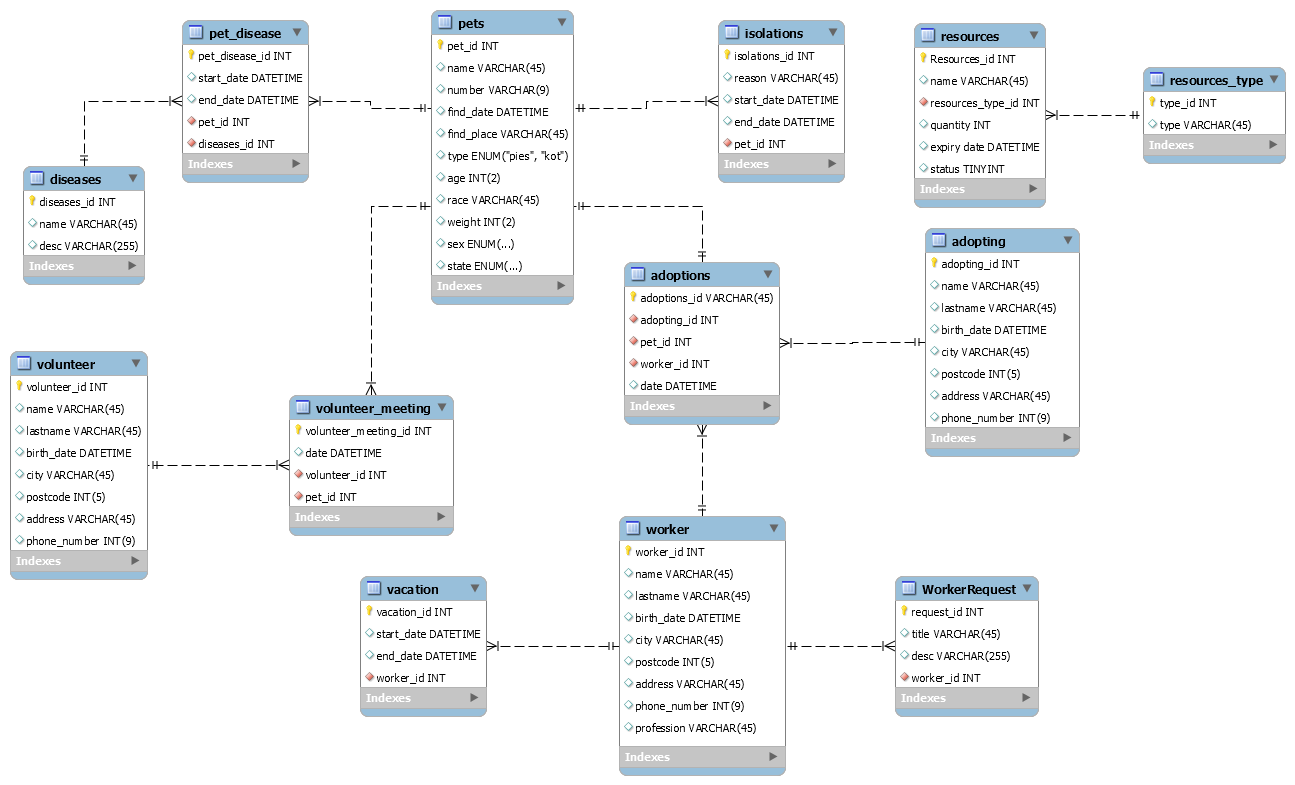 pet_disease
pet_disease_id INT
start_date DATETIME
end_date DATETIME
pet_id INT
diseases_id INT
Indexes
pets
pet_id INT
name VARCHAR(45)
number VARCHAR(9)
find_date DATETIME
find_place VARCHAR(45)
type ENUM("pies", "kot")
age INT(2)
race VARCHAR(45)
weight INT(2)
sex ENUM(...)
state ENUM(...)
Indexes
isolations
isolations_id INT
reason VARCHAR(45)
start_date DATETIME
end_date DATETIME
pet_id INT
Indexes
resources
Resources_id INT
name VARCHAR(45)
resources_type_id INT
quantity INT
expiry date DATETIME
status TINYINT
Indexes
resources_type
type_id INT
type VARCHAR(45)
Indexes
diseases
diseases_id INT
name VARCHAR(45)
desc VARCHAR(255)
Indexes
adoptions
adoptions_id VARCHAR(45)
adopting_id INT
pet_id INT
worker_id INT
date DATETIME
Indexes
adopting
adopting_id INT
name VARCHAR(45)
lastname VARCHAR(45)
birth_date DATETIME
city VARCHAR(45)
postcode INT(5)
address VARCHAR(45)
phone_number INT(9)
Indexes
volunteer
volunteer_id INT
name VARCHAR(45)
lastname VARCHAR(45)
birth_date DATETIME
city VARCHAR(45)
postcode INT(5)
address VARCHAR(45)
phone_number INT(9)
Indexes
volunteer_meeting
volunteer_meeting_id INT
date DATETIME
volunteer_id INT
pet_id INT
Indexes
vacation
vacation_id INT
start_date DATETIME
end_date DATETIME
worker_id INT
Indexes
worker
worker_id INT
name VARCHAR(45)
lastname VARCHAR(45)
birth_date DATETIME
city VARCHAR(45)
postcode INT(5)
address VARCHAR(45)
phone_number INT(9)
profession VARCHAR(45)
Indexes
WorkerRequest
request_id INT
title VARCHAR(45)
desc VARCHAR(255)
worker_id INT
Indexes